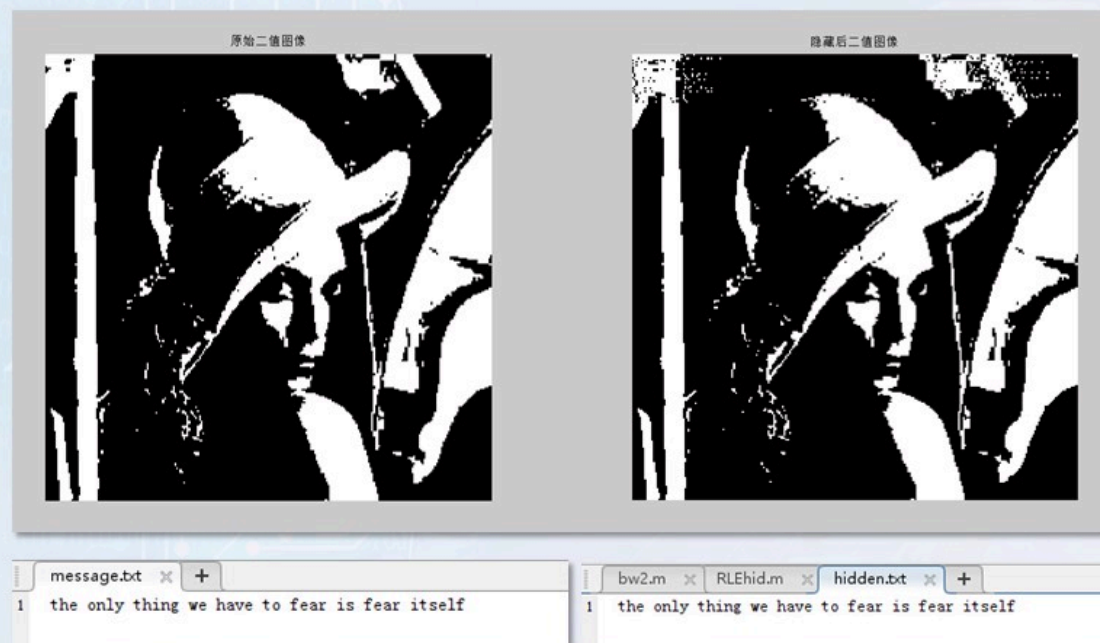 原始二值图像
隐藏后二值图像
message.txt × +
1 the only thing we have to fear is fear itself
bw2.m × RLEhid.m × hidden.txt × +
1 the only thing we have to fear is fear itself